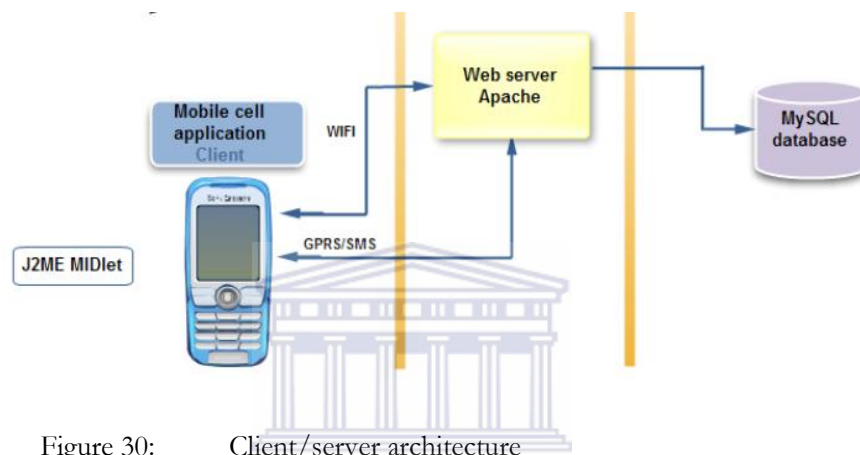 Web server
Apache
Mobile cell
application
Client
WIFI
MySQL
database
GPRS/SMS
J2ME MIDlet
Figure 30: Client/server architecture